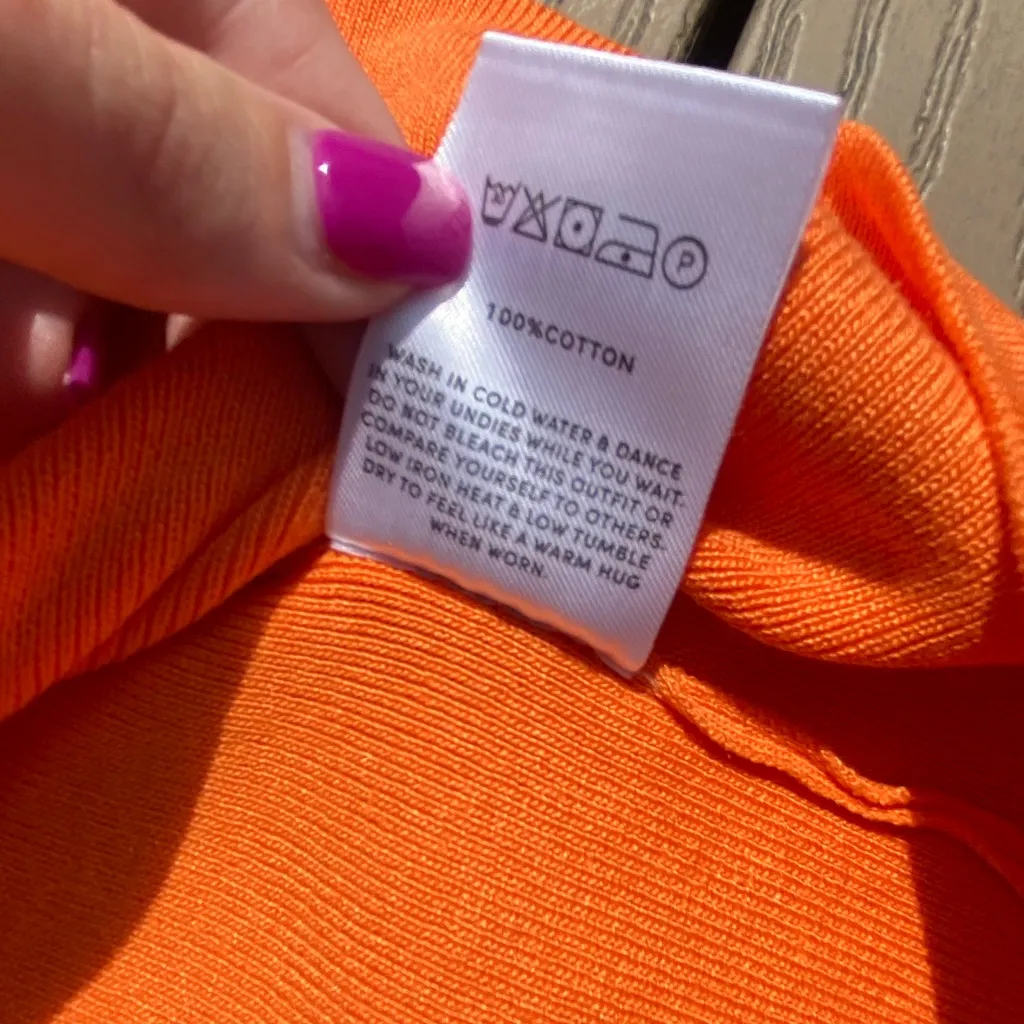 P
100%COTTON
WASH IN COLD WATER & DANCE
IN YOUR UNDIES WHILE YOU WAIT.
DO NOT BLEACH THIS OUTFIT OR
COMPARE YOURSELF TO OTHERS.
LOW IRON HEAT & LOW TUMBLE
DRY TO FEEL LIKE A WARM HUG
WHEN WORN.